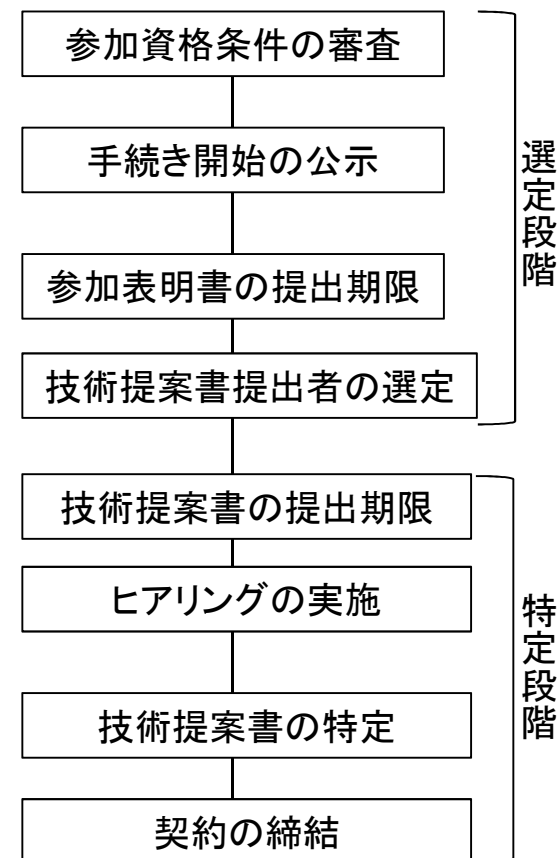 参加資格条件の審査
手続き開始の公示
参加表明書の提出期限
技術提案書提出者の選定
選定段階
技術提案書の提出期限
ヒアリングの実施
技術提案書の特定
契約の締結
特定段階